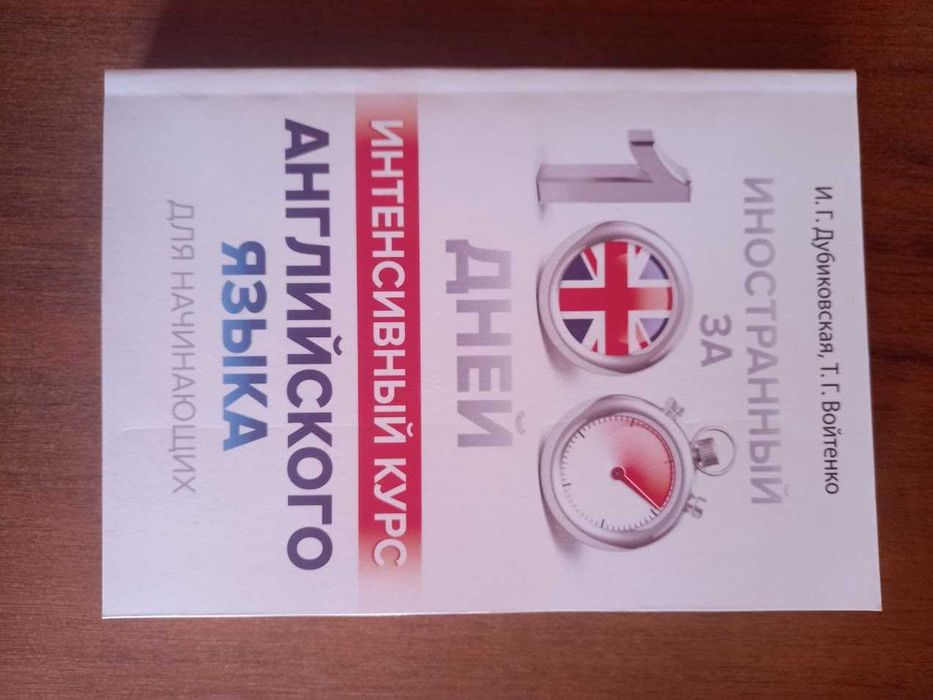 И. Г. Дубиковская, Т. Г. Войтенко
ИНОСТРАННЫЙ
ЗА
100
ДНЕЙ
ИНТЕНСИВНЫЙ КУРС
АНГЛИЙСКОГО
ЯЗЫКА
ДЛЯ НАЧИНАЮЩИХ